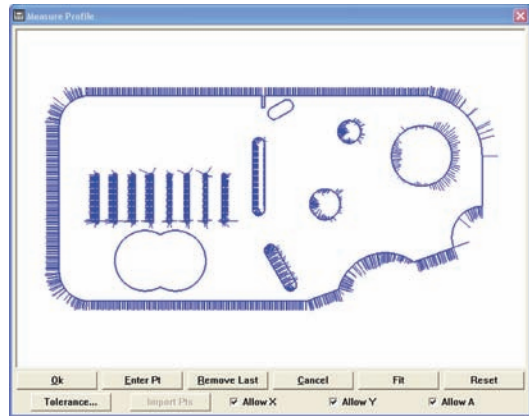 Measure Profile
Ok Enter Pt Remove Last Cancel Fit Reset
Tolerance... Import Pts Allow X Allow Y Allow A